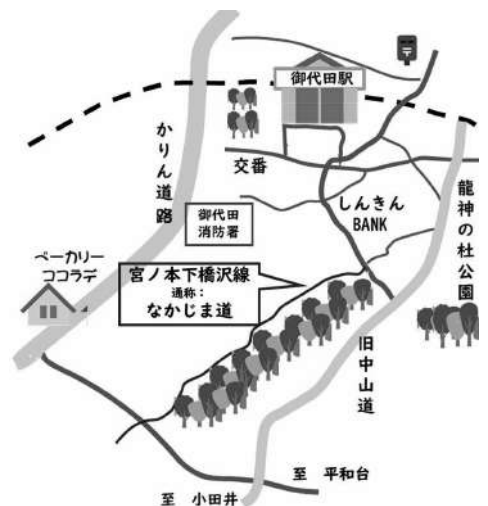 御代田駅
かりん道路
交番
しんきん
BANK
御代田
消防署
龍神の杜公園
ベーカリー
ココラデ
宮ノ本下橋沢線
通称：
なかじま道
旧中山道
至 平和台
至 小田井